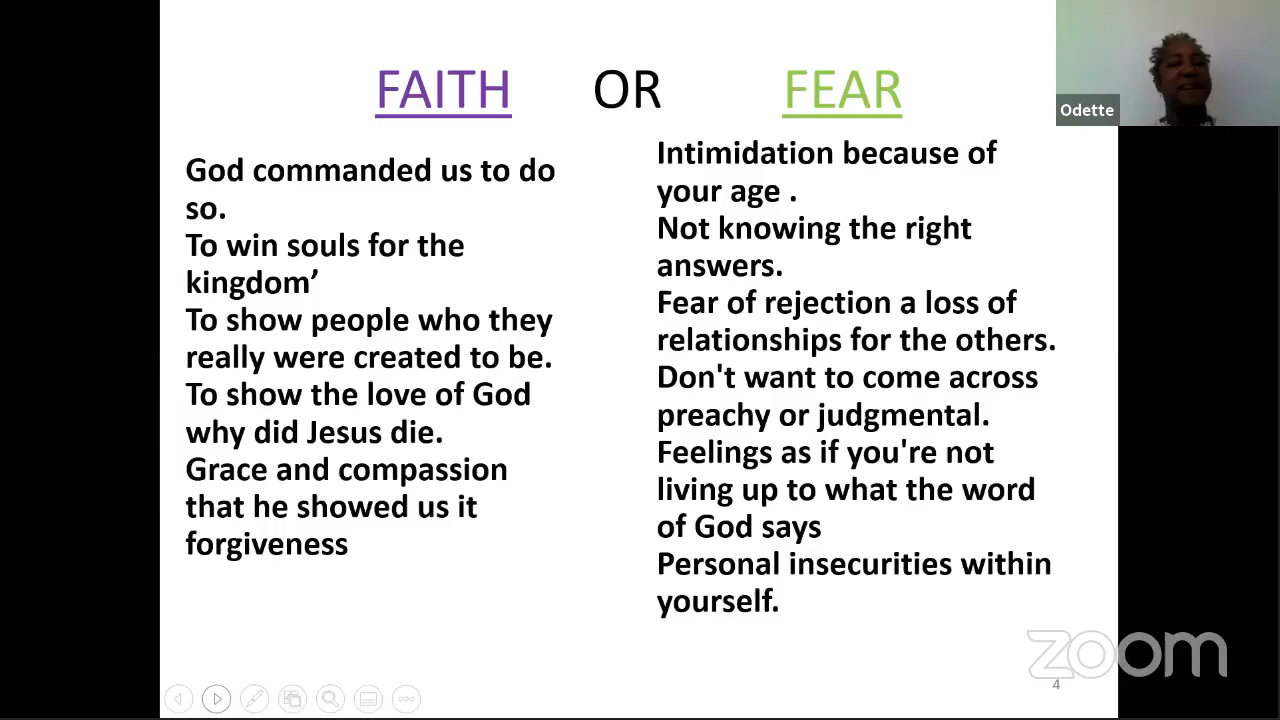 FAITH OR FEAR
God commanded us to do
so.
To win souls for the
kingdom’
To show people who they
really were created to be.
To show the love of God
why did Jesus die.
Grace and compassion
that he showed us it
forgiveness
Intimidation because of
your age .
Not knowing the right
answers.
Fear of rejection a loss of
relationships for the others.
Don't want to come across
preachy or judgmental.
Feelings as if you're not
living up to what the word
of God says
Personal insecurities within
yourself.
Odette
zoom
4